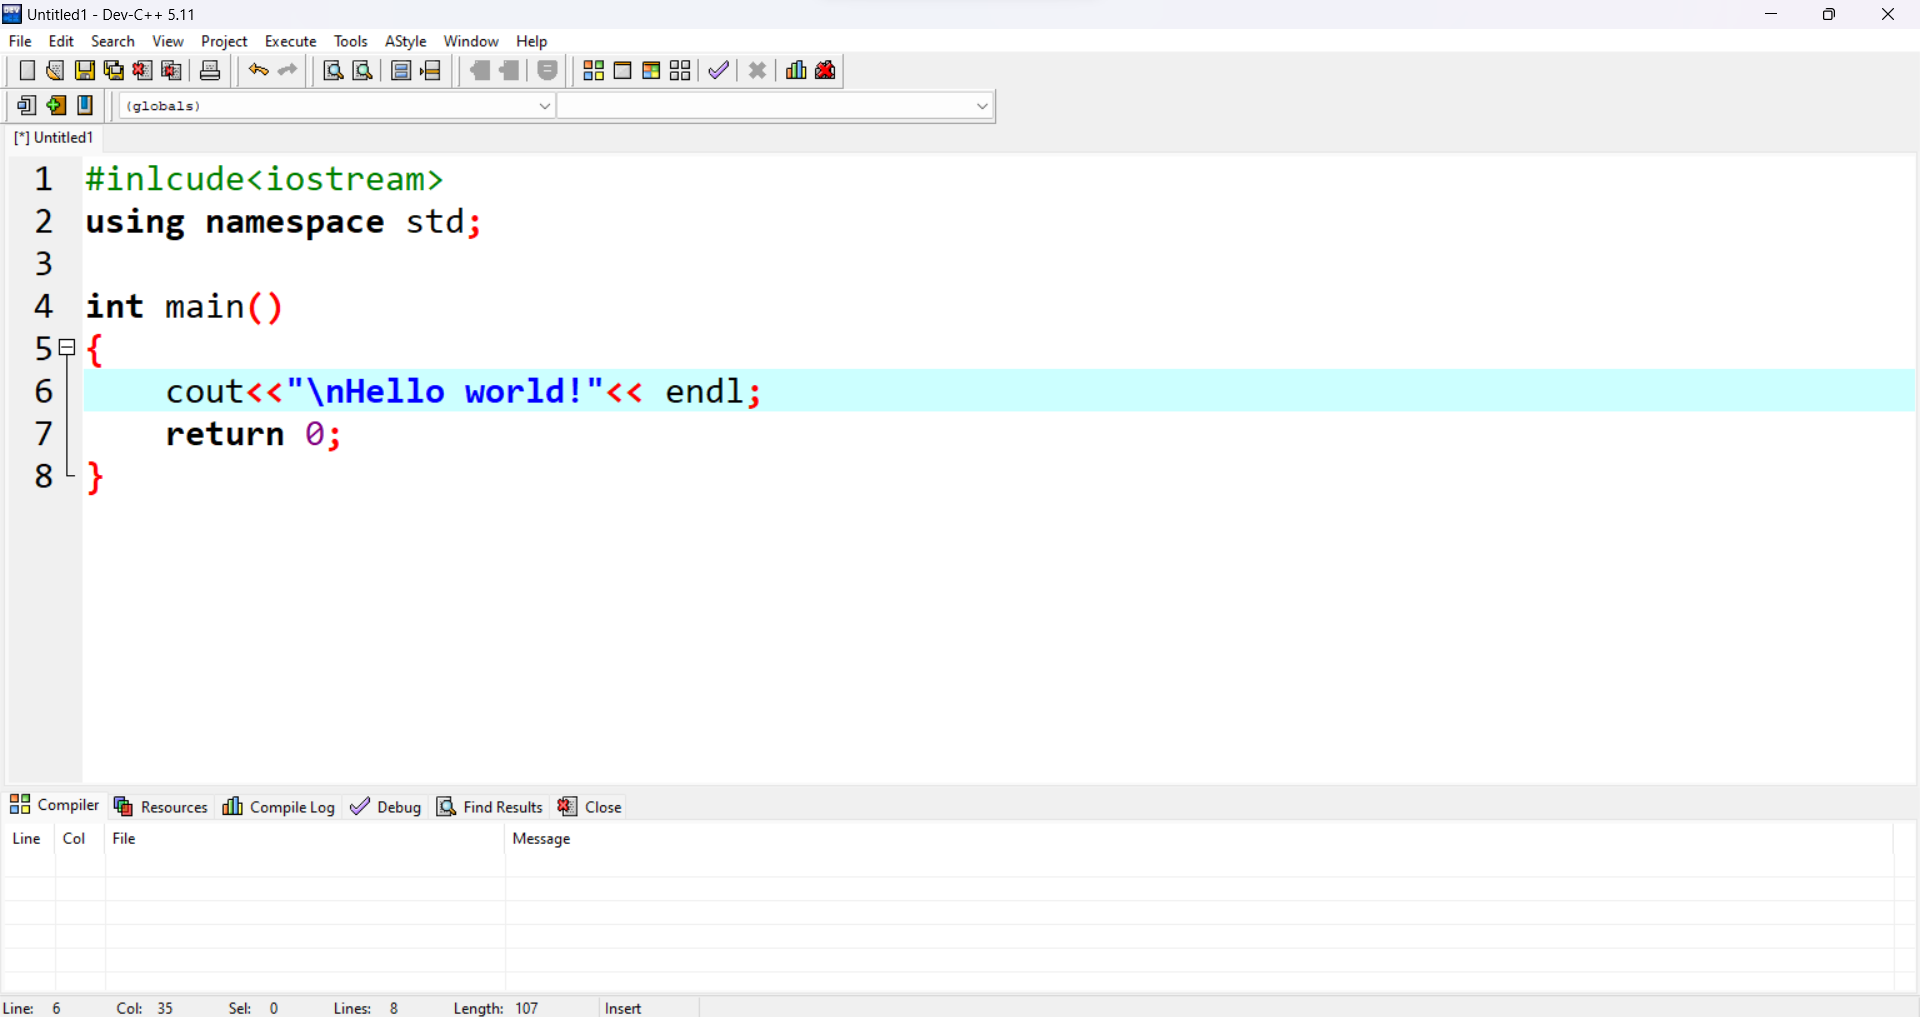 Untitled1 - Dev-C++ 5.11
File Edit Search View Project Execute Tools AStyle Window Help
(globals)
[*] Untitled1
1 #inlcude<iostream>
2 using namespace std;
3
4 int main()
5 {
6 cout<<"\nHello world!"<< endl;
7 return 0;
8 }
Compiler Resources Compile Log Debug Find Results Close
Line Col File Message
Line: 6 Col: 35 Sel: 0 Lines: 8 Length: 107 Insert